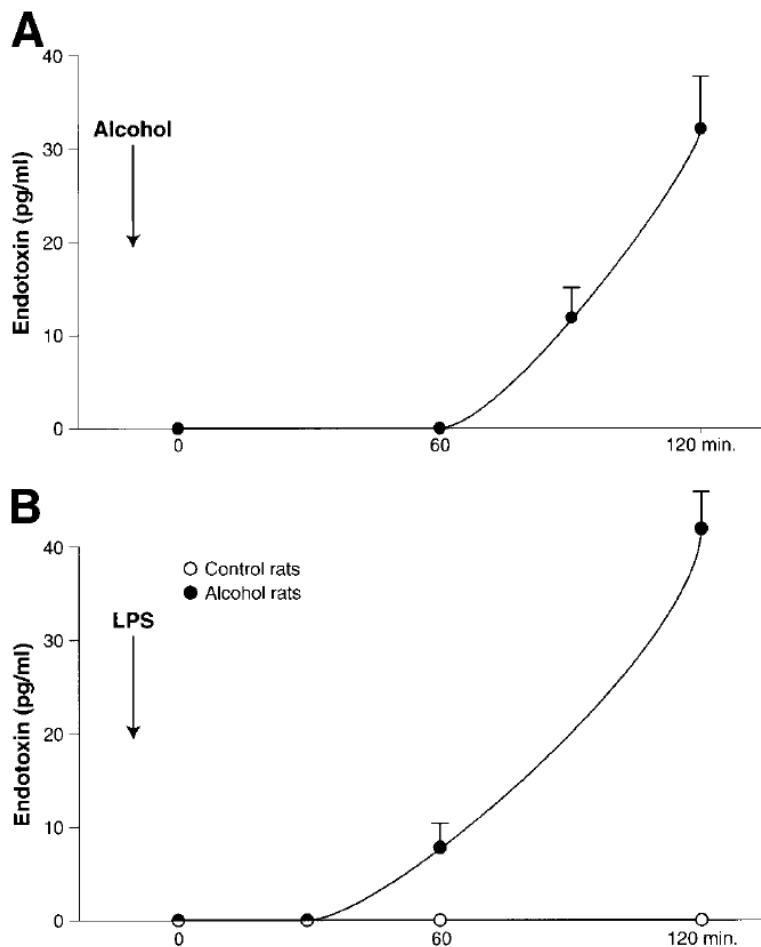 A
40
Alcohol
30
20
10
0
Endotoxin (pg/ml)
0 60 120 min.
B
40
Control rats
Alcohol rats
LPS
30
20
10
0
Endotoxin (pg/ml)
0 60 120 min.